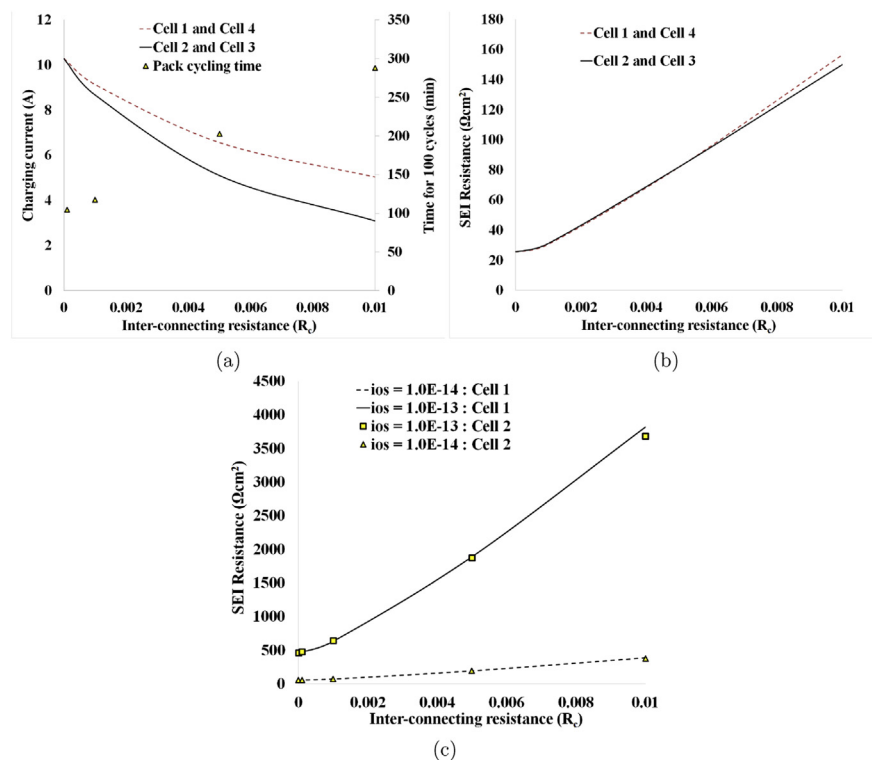 12
10
8
6
4
2
0
Charging current (A)
Cell 1 and Cell 4
Cell 2 and Cell 3
Pack cycling time
350
300
250
200
150
100
50
0
Time for 100 cycles (min)
0 0.002 0.004 0.006 0.008 0.01
Inter-connecting resistance (Rc)
(a)
180
160
140
120
100
80
60
40
20
0
SEI Resistance (Ωcm²)
Cell 1 and Cell 4
Cell 2 and Cell 3
0 0.002 0.004 0.006 0.008 0.01
Inter-connecting resistance (Rc)
(b)
4500
4000
3500
3000
2500
2000
1500
1000
500
0
SEI Resistance (Ωcm²)
ios = 1.0E-14 : Cell 1
ios = 1.0E-13 : Cell 1
ios = 1.0E-13 : Cell 2
ios = 1.0E-14 : Cell 2
0 0.002 0.004 0.006 0.008 0.01
Inter-connecting resistance (Rc)
(c)